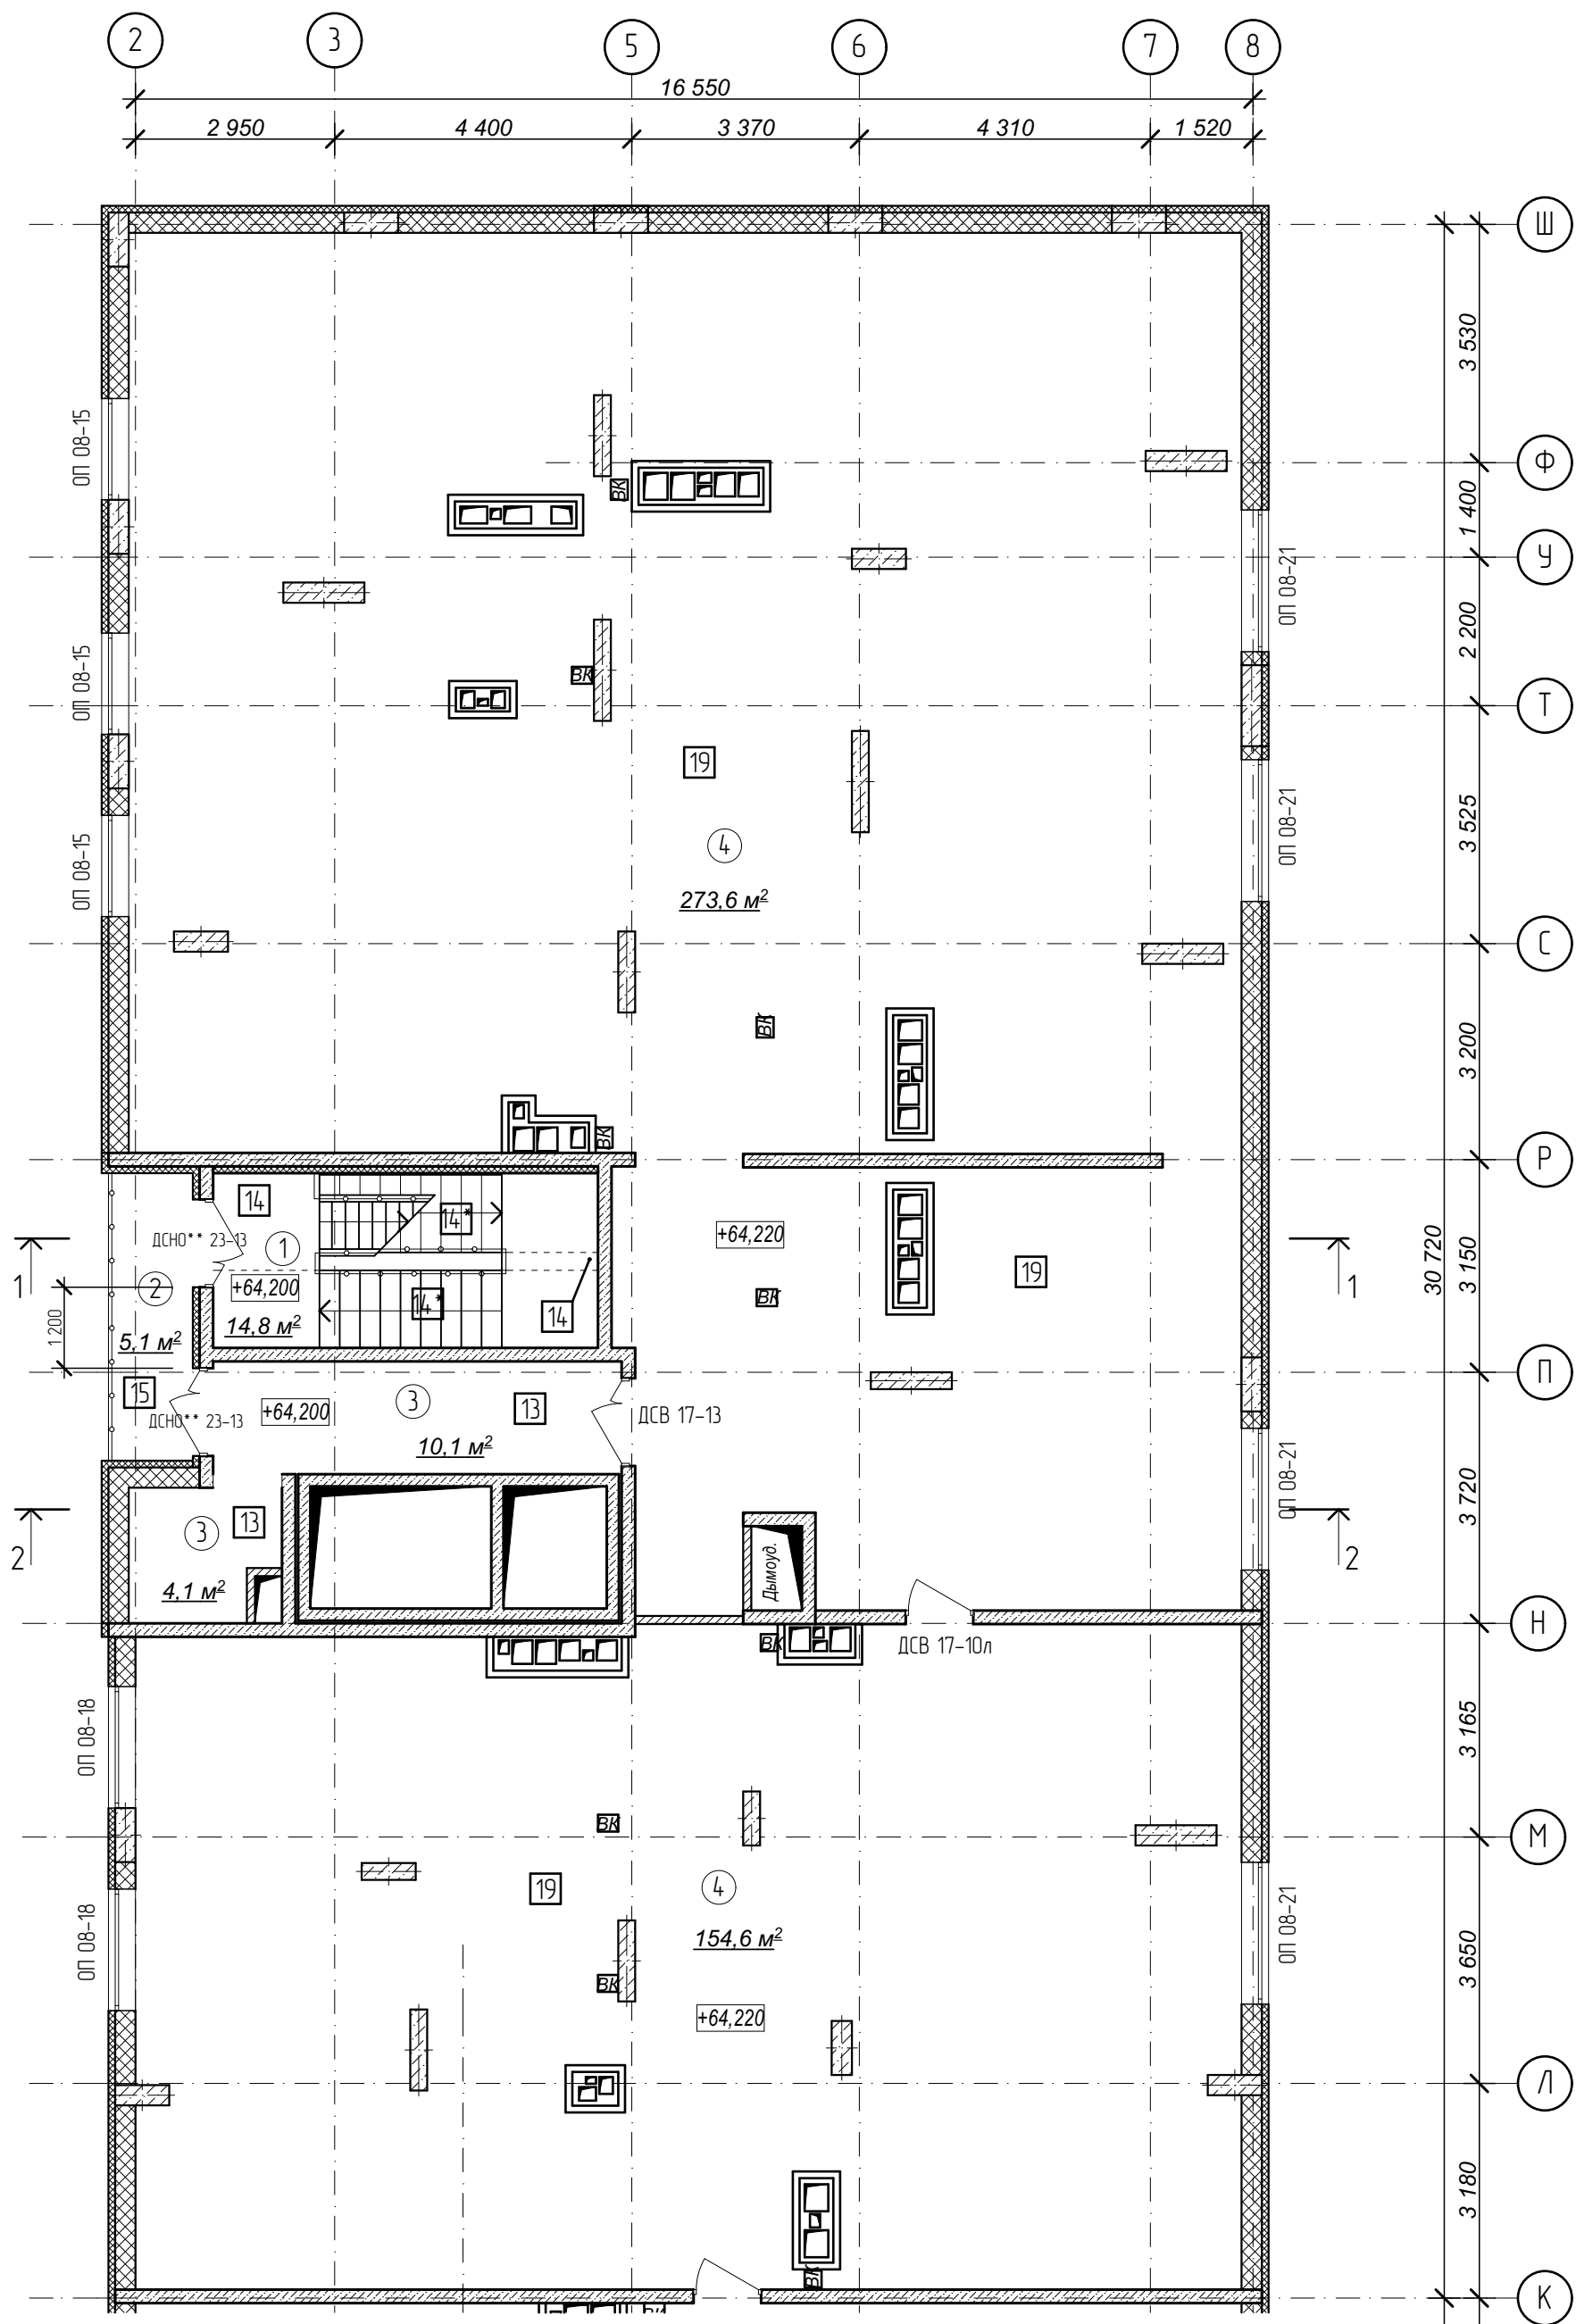 2
3
5
6
7
8
16 550
2 950
4 400
3 370
4 310
1 520
Ш
3 530
ОП 08-15
Ф
ВК
1 400
У
ОП 08-21
2 200
ОП 08-15
ВК
Т
19
3 525
ОП 08-21
4
ОП 08-15
273,6 м²
С
ВК
3 200
ВК
Р
14
14*
+64,220
ДСНО** 23-13
1
3 150
30 720
1
2
+64,200
19
1
14*
ВК
14
1 200
5,1 м²
14,8 м²
П
15
3
13
+64,200
ДСВ 17-13
ДСНО** 23-13
10,1 м²
ОП 08-21
3 720
3
13
2
2
Дымоуд.
4,1 м²
Н
ВК
ДСВ 17-10л
ОП 08-18
3 165
ВК
М
19
4
ОП 08-18
154,6 м²
ОП 08-21
3 650
ВК
+64,220
Л
3 180
ВК
К
ВК